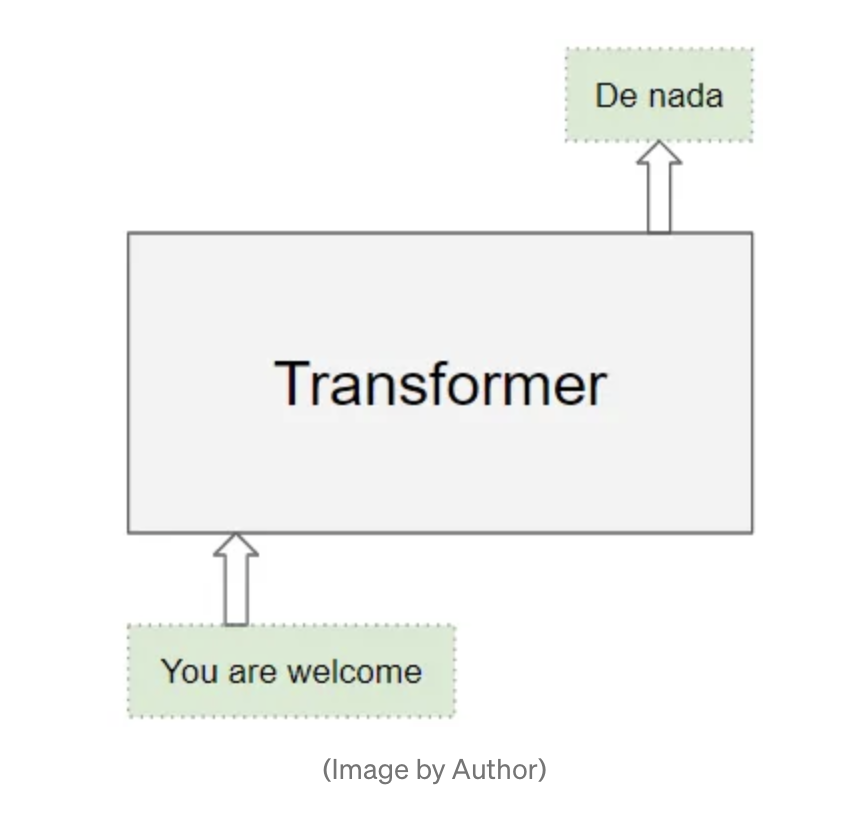 De nada
Transformer
You are welcome
(Image by Author)